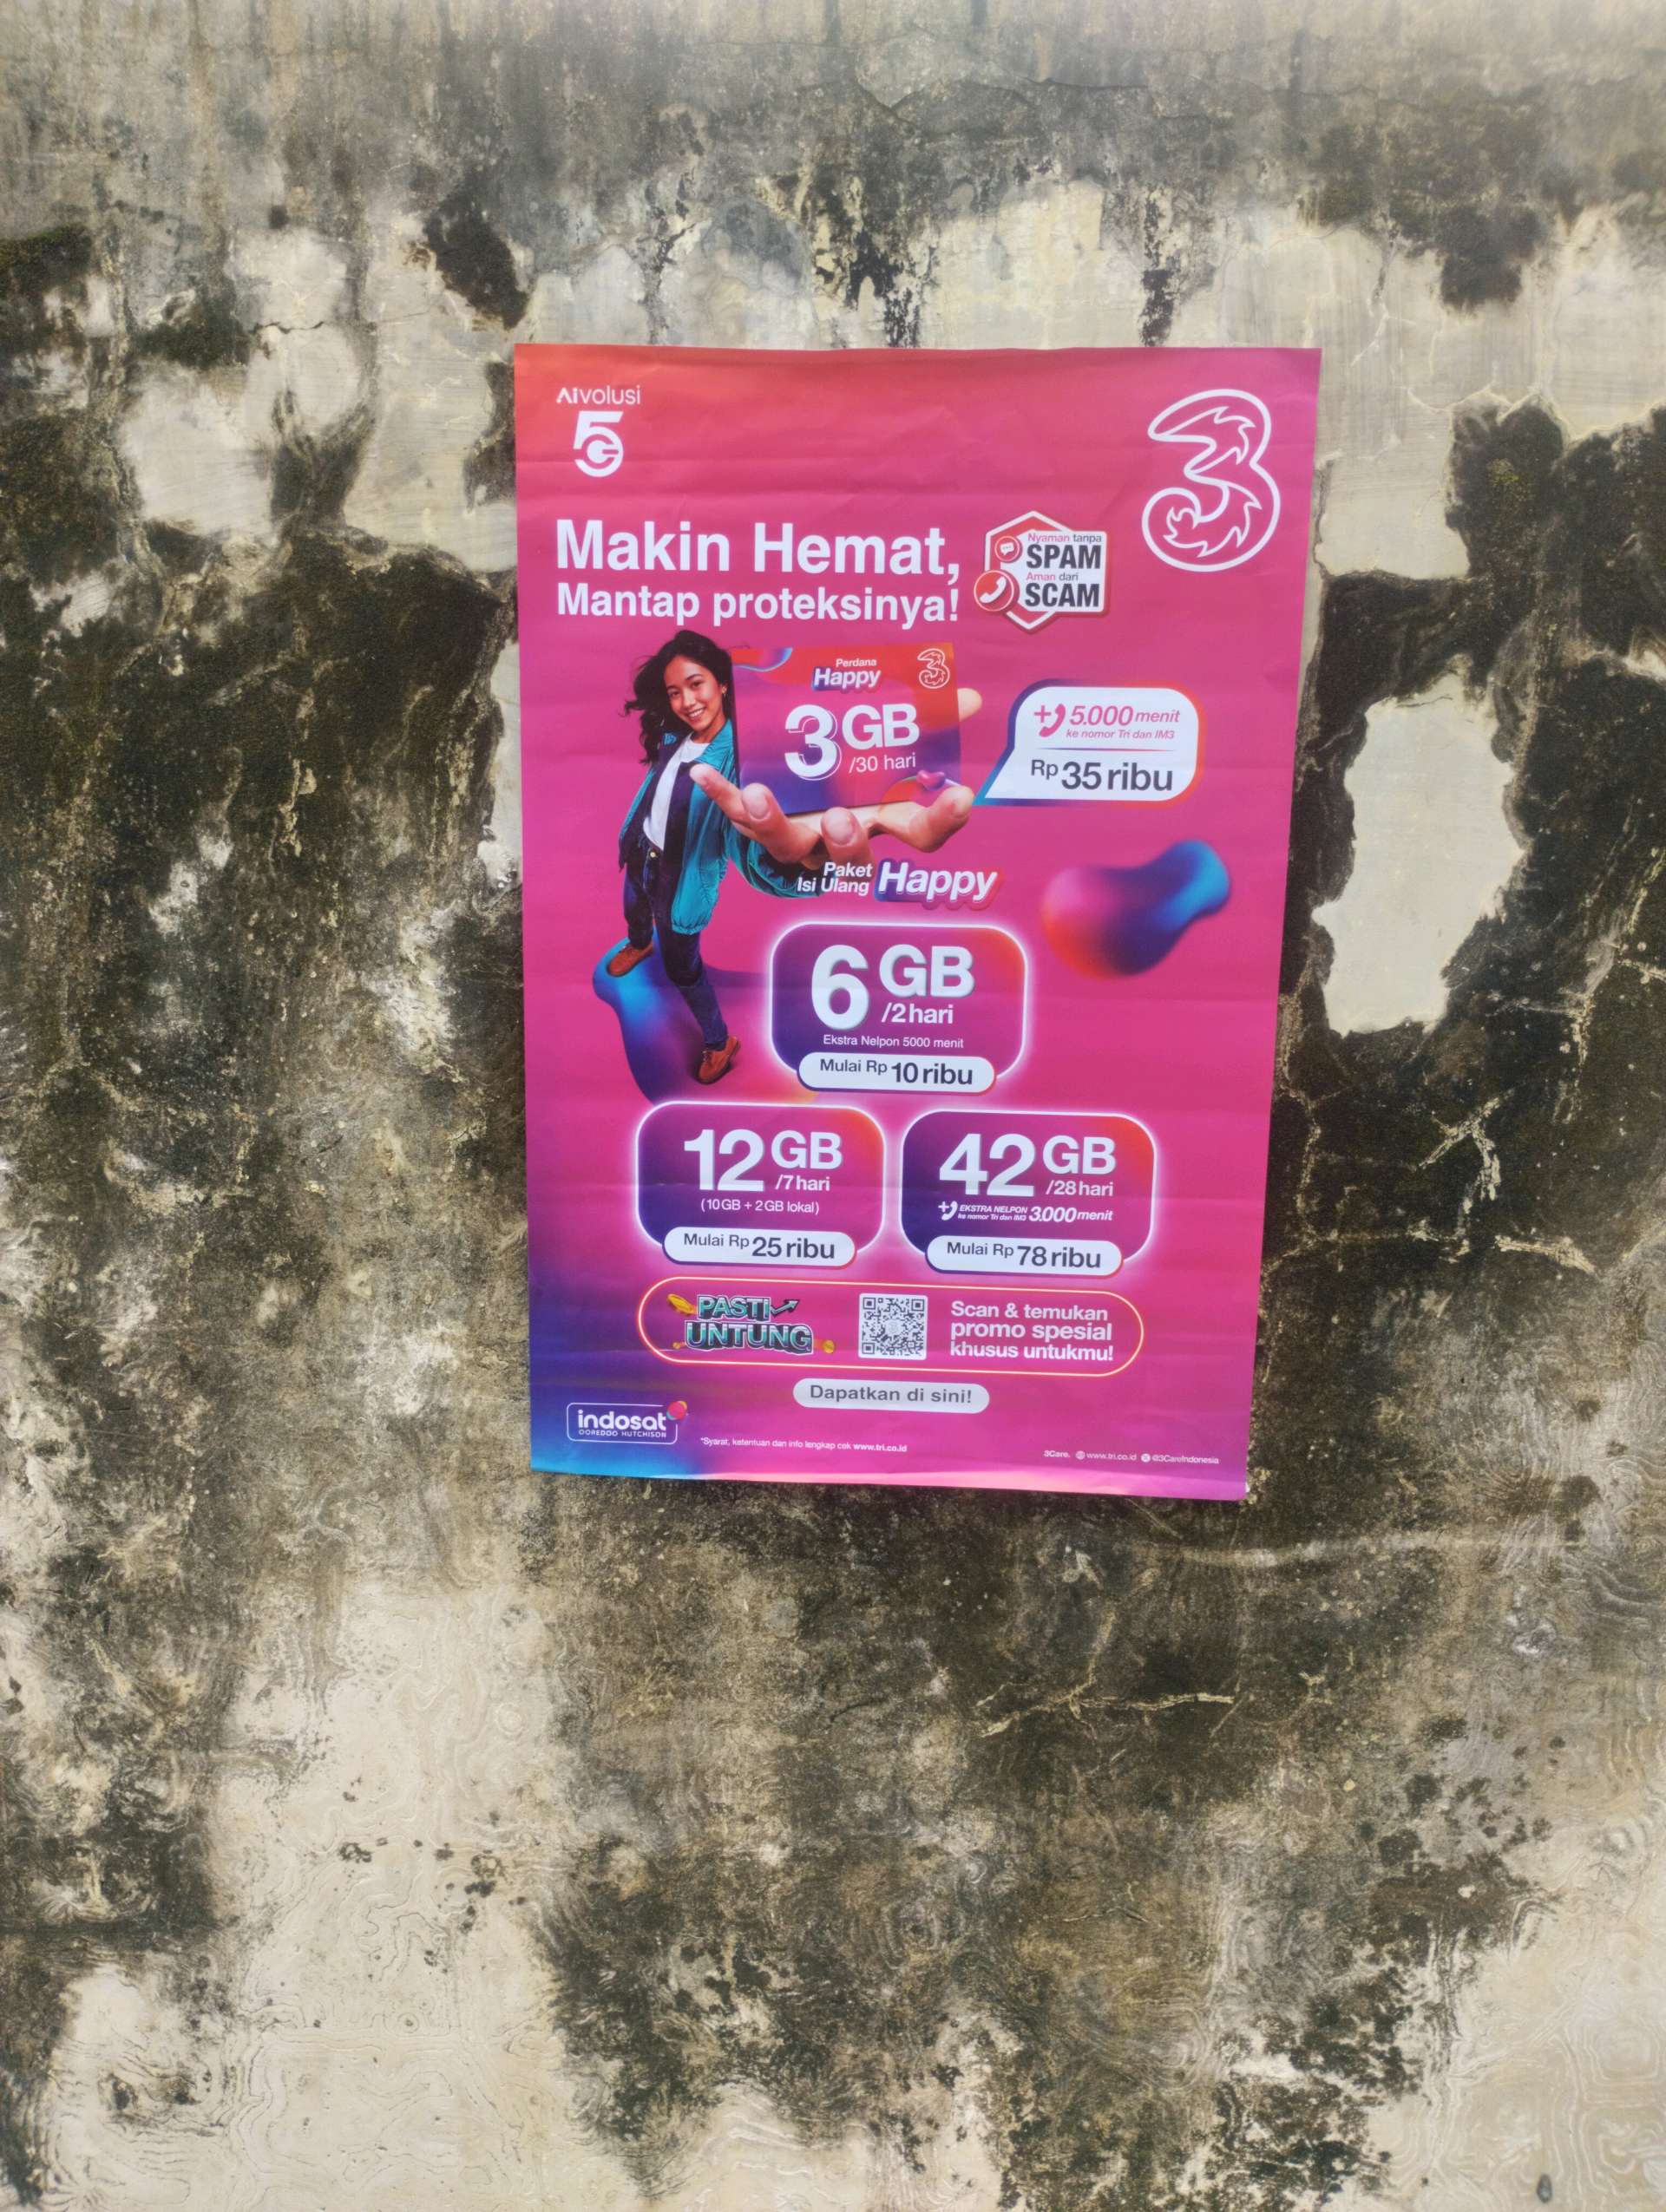 AIvolusi
5G
3
Makin Hemat,
Mantap proteksinya!
Nyaman tanpa
SPAM
Aman dari
SCAM
Perdana
Happy
3
3 GB
/30 hari
+ 5.000 menit
ke nomor Tri dan IM3
Rp 35 ribu
Paket
Isi Ulang Happy
6 GB
/2 hari
Ekstra Nelpon 5000 menit
Mulai Rp 10 ribu
12 GB
/7 hari
(10GB + 2GB lokal)
Mulai Rp 25 ribu
42 GB
/28 hari
+ EKSTRA NELPON
ke nomor Tri dan IM3 3.000 menit
Mulai Rp 78 ribu
PASTI
UNTUNG
Scan & temukan
promo spesial
khusus untukmu!
Dapatkan di sini!
indosat
OOREDOO HUTCHISON
*Syarat, ketentuan dan info lengkap cek www.tri.co.id
3Care. www.tri.co.id @3CareIndonesia